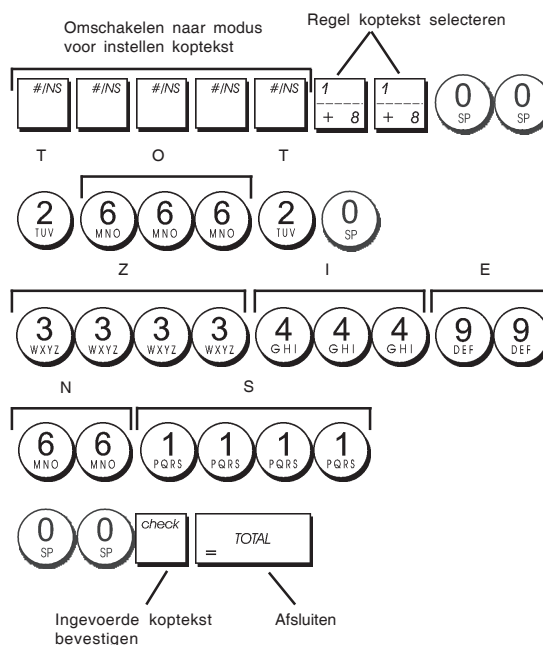 Omschakelen naar modus
voor instellen koptekst
Regel koptekst selecteren
#/NS #/NS #/NS #/NS #/NS 1 + 8 1 + 8 0 SP 0 SP
T O T
2 TUV 6 MNO 6 MNO 6 MNO 2 TUV 0 SP
Z I E
3 WXYZ 3 WXYZ 3 WXYZ 3 WXYZ 4 GHI 4 GHI 4 GHI 9 DEF 9 DEF
N S
6 MNO 6 MNO 1 PQRS 1 PQRS 1 PQRS 1 PQRS
0 SP 0 SP check = TOTAL
Ingevoerde koptekst
bevestigen
Afsluiten